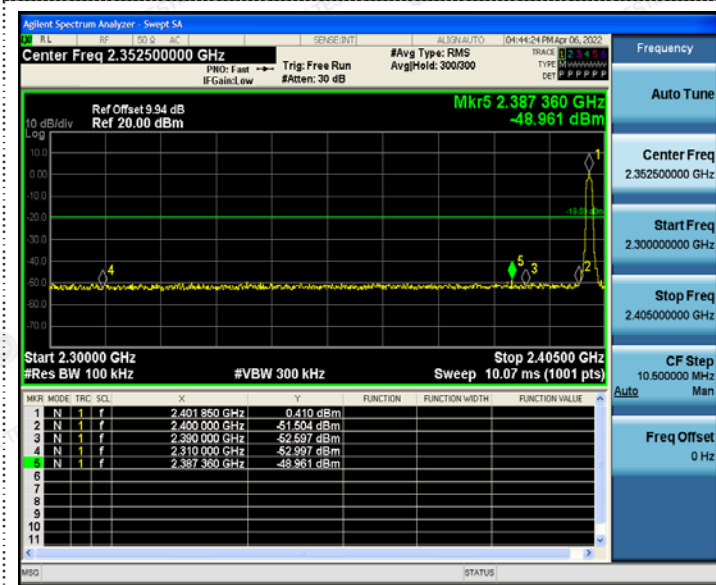 Agilent Spectrum Analyzer - Swept SA
RL RF 50 Ω AC SENSE:INT ALIGNAUTO 04:44:24 PM Apr 06, 2022
Center Freq 2.352500000 GHz #Avg Type: RMS TRACE 1 2 3 4 5 6
PNO: Fast Trig: Free Run Avg|Hold: 300/300 TYPE M
IFGain:Low #Atten: 30 dB DET P P P P P P
Mkr5 2.387 360 GHz
Ref Offset 9.94 dB
10 dB/div Ref 20.00 dBm -48.961 dBm
Log
10.0
0.00
-10.0
-20.0
-30.0
-40.0
-50.0
-60.0
-70.0
1
-19.59 dBm
4
5
3
2
Start 2.30000 GHz Stop 2.40500 GHz
#Res BW 100 kHz #VBW 300 kHz Sweep 10.07 ms (1001 pts)
MKR MODE TRC SCL X Y FUNCTION FUNCTION WIDTH FUNCTION VALUE
1 N 1 f 2.401 850 GHz 0.410 dBm
2 N 1 f 2.400 000 GHz -51.504 dBm
3 N 1 f 2.390 000 GHz -52.597 dBm
4 N 1 f 2.310 000 GHz -52.997 dBm
5 N 1 f 2.387 360 GHz -48.961 dBm
6
7
8
9
10
11
MSG STATUS
Frequency
Auto Tune
Center Freq
2.352500000 GHz
Start Freq
2.300000000 GHz
Stop Freq
2.405000000 GHz
CF Step
10.500000 MHz
Auto Man
Freq Offset
0 Hz